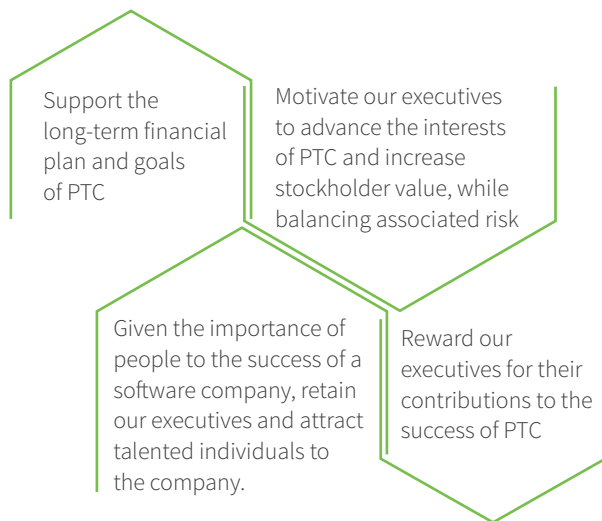 Support the
long-term financial
plan and goals
of PTC
Motivate our executives
to advance the interests
of PTC and increase
stockholder value, while
balancing associated risk
Given the importance of
people to the success of a
software company, retain
our executives and attract
talented individuals to
the company.
Reward our
executives for their
contributions to the
success of PTC